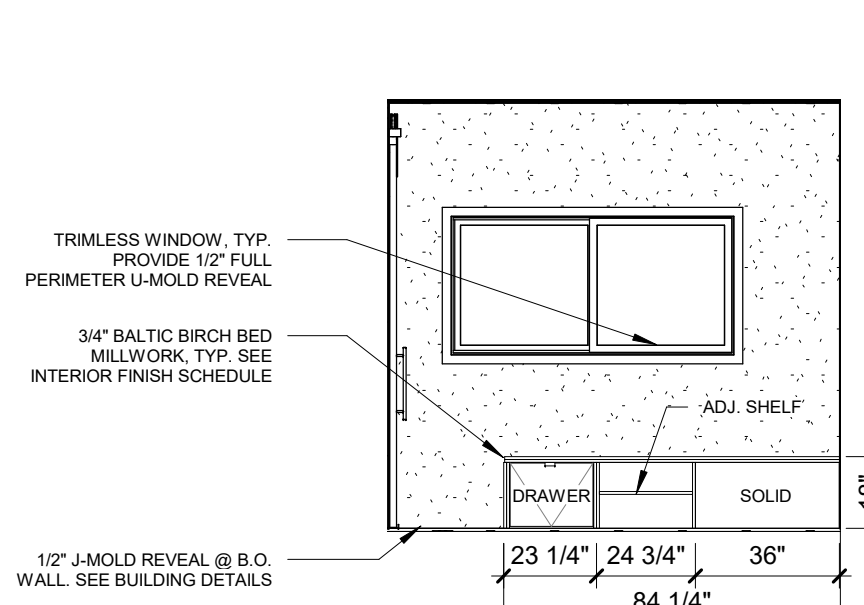 TRIMLESS WINDOW, TYP.
PROVIDE 1/2" FULL
PERIMETER U-MOLD REVEAL
3/4" BALTIC BIRCH BED
MILLWORK, TYP. SEE
INTERIOR FINISH SCHEDULE
ADJ. SHELF
DRAWER
SOLID
1/2" J-MOLD REVEAL @ B.O.
WALL. SEE BUILDING DETAILS
23 1/4" 24 3/4" 36"
84 1/4"